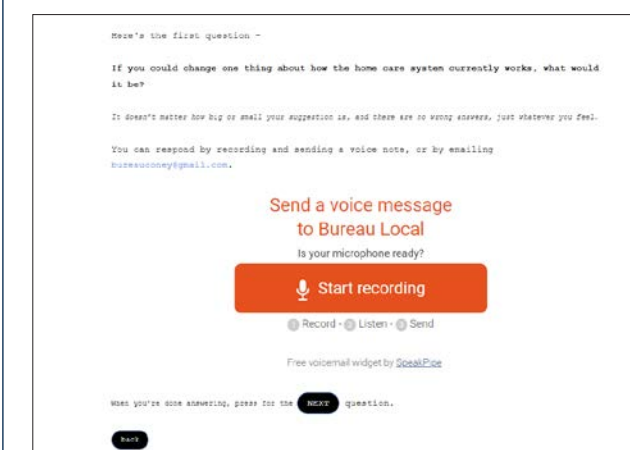 Here's the first question -
If you could change one thing about how the home care system currently works, what would
it be?
It doesn't matter how big or small your suggestion is, and there are no wrong answers, just whatever you feel.
You can respond by recording and sending a voice note, or by emailing
bureauconey@gmail.com.
Send a voice message
to Bureau Local
Is your microphone ready?
Start recording
1 Record - 2 Listen - 3 Send
Free voicemail widget by SpeakPipe
When you're done answering, press for the NEXT question.
back